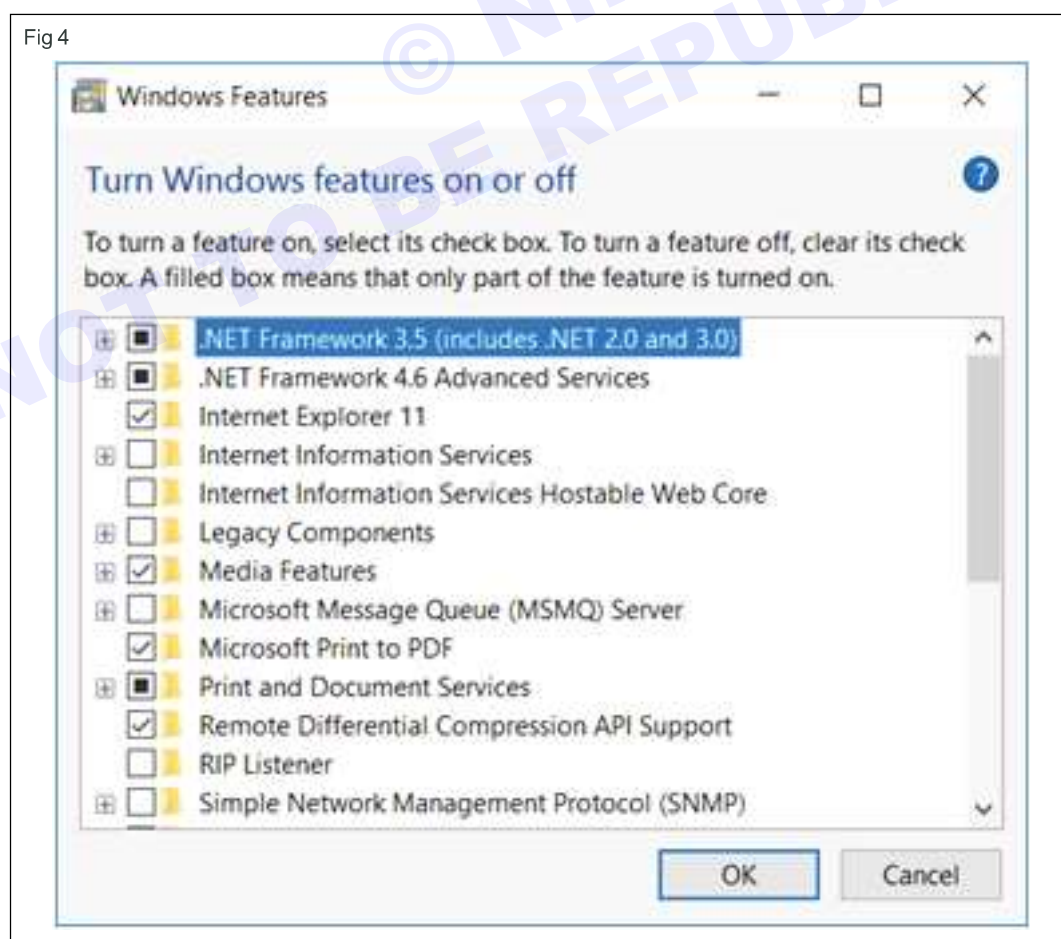 Fig 4
© NI
NOT TO BE REPUB
Windows Features
Turn Windows features on or off
To turn a feature on, select its check box. To turn a feature off, clear its check
box. A filled box means that only part of the feature is turned on.
.NET Framework 3.5 (includes .NET 2.0 and 3.0)
.NET Framework 4.6 Advanced Services
Internet Explorer 11
Internet Information Services
Internet Information Services Hostable Web Core
Legacy Components
Media Features
Microsoft Message Queue (MSMQ) Server
Microsoft Print to PDF
Print and Document Services
Remote Differential Compression API Support
RIP Listener
Simple Network Management Protocol (SNMP)
OK Cancel